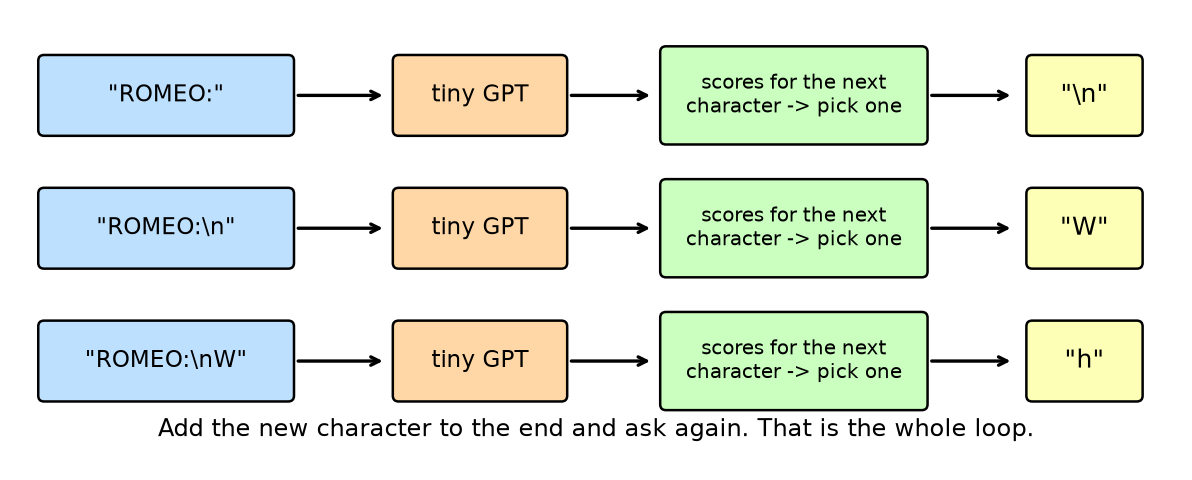 "ROMEO:"
tiny GPT
scores for the next
character -> pick one
"\n"
"ROMEO:\n"
tiny GPT
scores for the next
character -> pick one
"W"
"ROMEO:\nW"
tiny GPT
scores for the next
character -> pick one
"h"
Add the new character to the end and ask again. That is the whole loop.